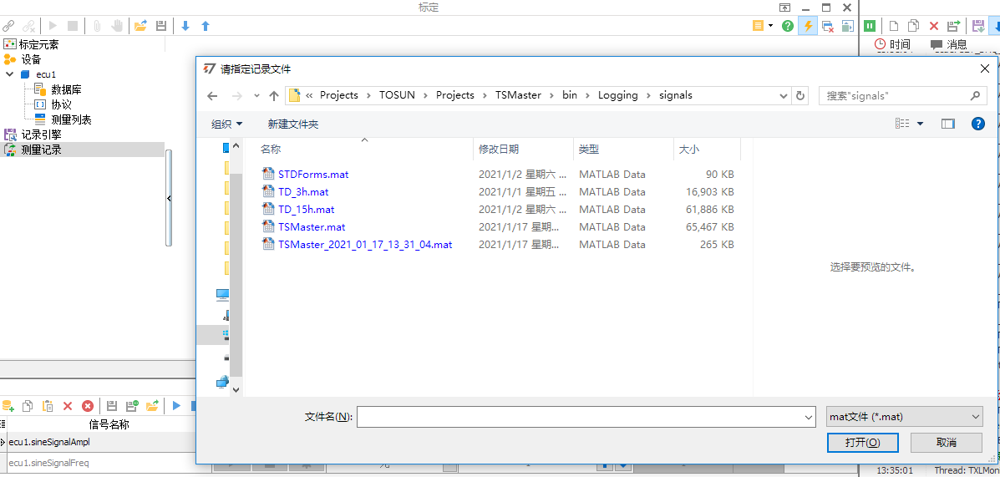 标定
时间
消息
标定元素
设备
ecu1
数据库
协议
测量列表
记录引擎
测量记录
请指定记录文件
« Projects › TOSUN › Projects › TSMaster › bin › Logging › signals
搜索"signals"
组织
新建文件夹
名称 修改日期 类型 大小
STDForms.mat 2021/1/2 星期六 ... MATLAB Data 90 KB
TD_3h.mat 2021/1/1 星期五 ... MATLAB Data 16,903 KB
TD_15h.mat 2021/1/2 星期六 ... MATLAB Data 61,886 KB
TSMaster.mat 2021/1/17 星期... MATLAB Data 65,467 KB
TSMaster_2021_01_17_13_31_04.mat 2021/1/17 星期... MATLAB Data 265 KB
选择要预览的文件。
文件名(N):
mat文件 (*.mat)
打开(O)
取消
信号名称
ecu1.sineSignalAmpl
ecu1.sineSignalFreq
13:35:01 Thread: TXLMon